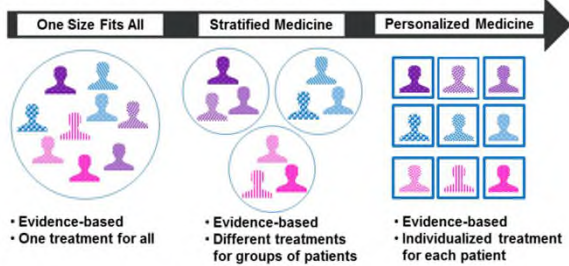 One Size Fits All
Stratified Medicine
Personalized Medicine
• Evidence-based
• One treatment for all
• Evidence-based
• Different treatments
for groups of patients
• Evidence-based
• Individualized treatment
for each patient